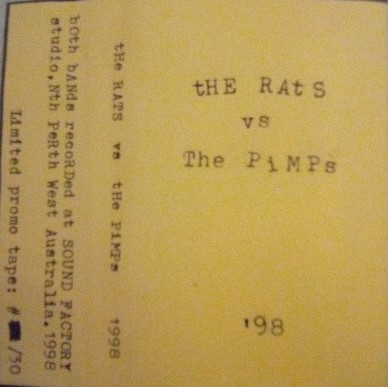 tHE RAtS
vs
The PiMPs
'98
tHe RATS vs tHe PiMPs 1998
both bANds recoRDed at SOUND FACTORY
studio,Nth PeRth West Australia.1998
Limited promo tape: # /30